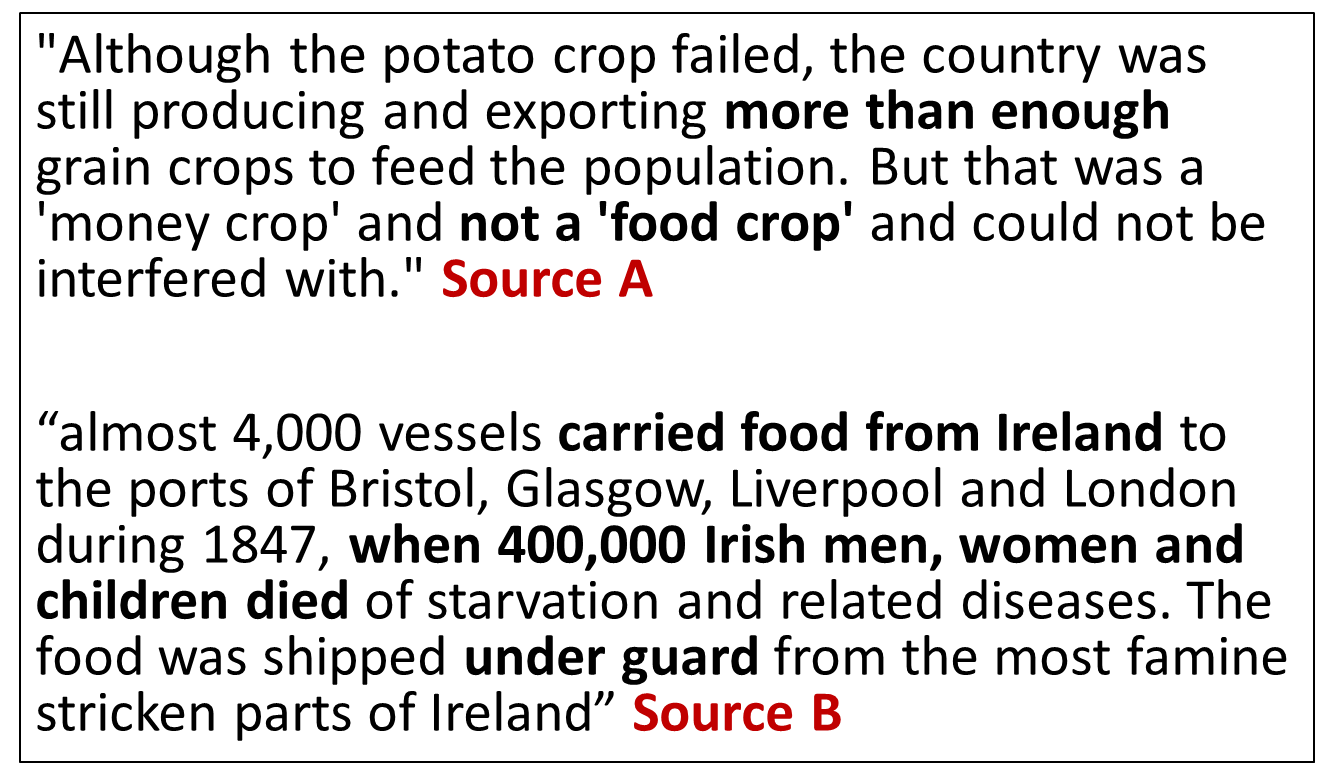 "Although the potato crop failed, the country was
still producing and exporting more than enough
grain crops to feed the population. But that was a
'money crop' and not a 'food crop' and could not be
interfered with." Source A
“almost 4,000 vessels carried food from Ireland to
the ports of Bristol, Glasgow, Liverpool and London
during 1847, when 400,000 Irish men, women and
children died of starvation and related diseases. The
food was shipped under guard from the most famine
stricken parts of Ireland” Source B